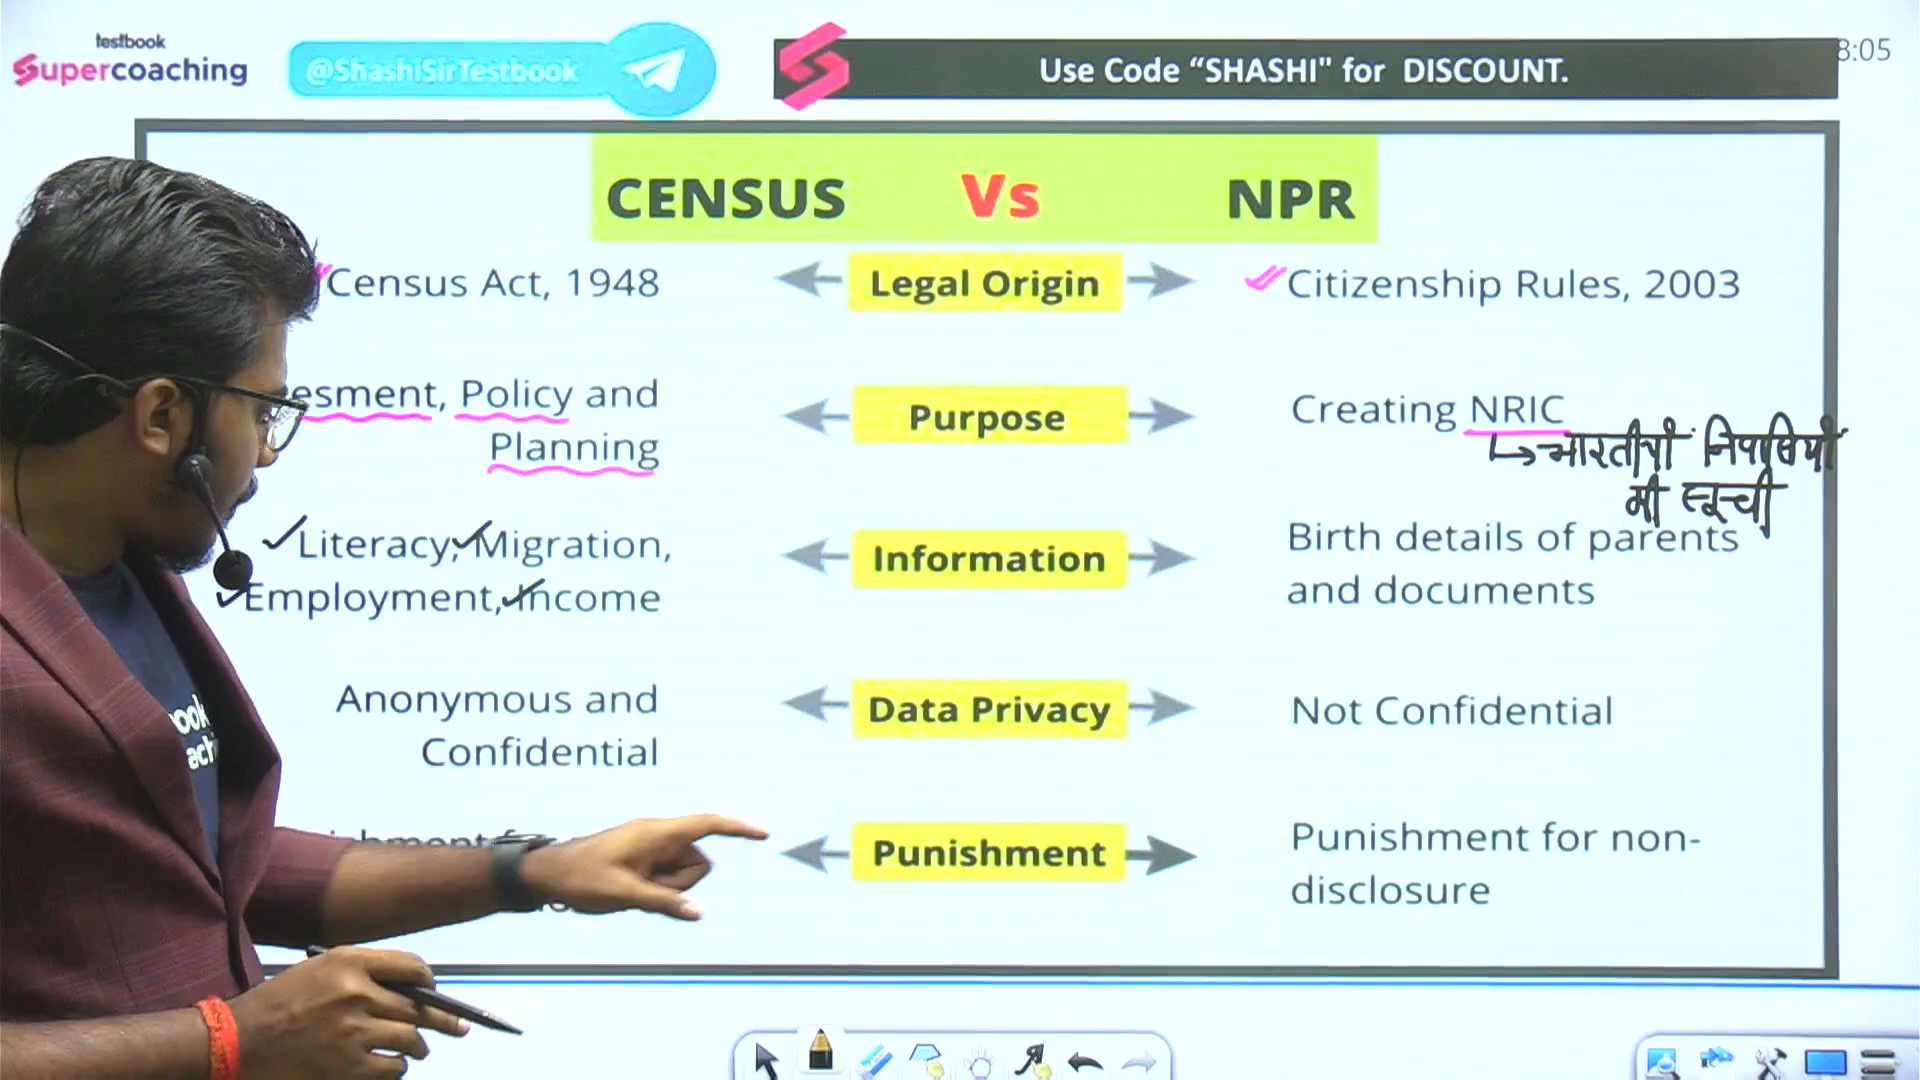 testbook
Supercoaching
@ShashiSirTestbook
Use Code “SHASHI" for DISCOUNT.
8:05
CENSUS Vs NPR
Census Act, 1948
Legal Origin
Citizenship Rules, 2003
Policy and
Planning
Purpose
Creating NRIC
भारतीयों निवासियों
की सूची
Literacy, Migration,
Employment, Income
Information
Birth details of parents
and documents
Anonymous and
Confidential
Data Privacy
Not Confidential
Punishment
Punishment for non-
disclosure